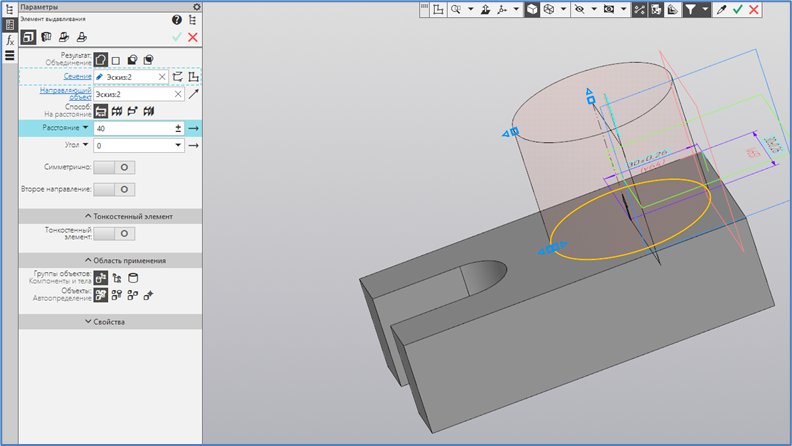 Параметры
Элемент выдавливания
Результат:
Объединение
Сечение
Эскиз:2
Направляющий
объект
Эскиз:2
Способ:
На расстояние
Расстояние
40
Угол
0
Симметрично:
Второе направление:
Тонкостенный элемент
Тонкостенный
элемент:
Область применения
Группы объектов:
Компоненты и тела
Объекты:
Автоопределение
Свойства